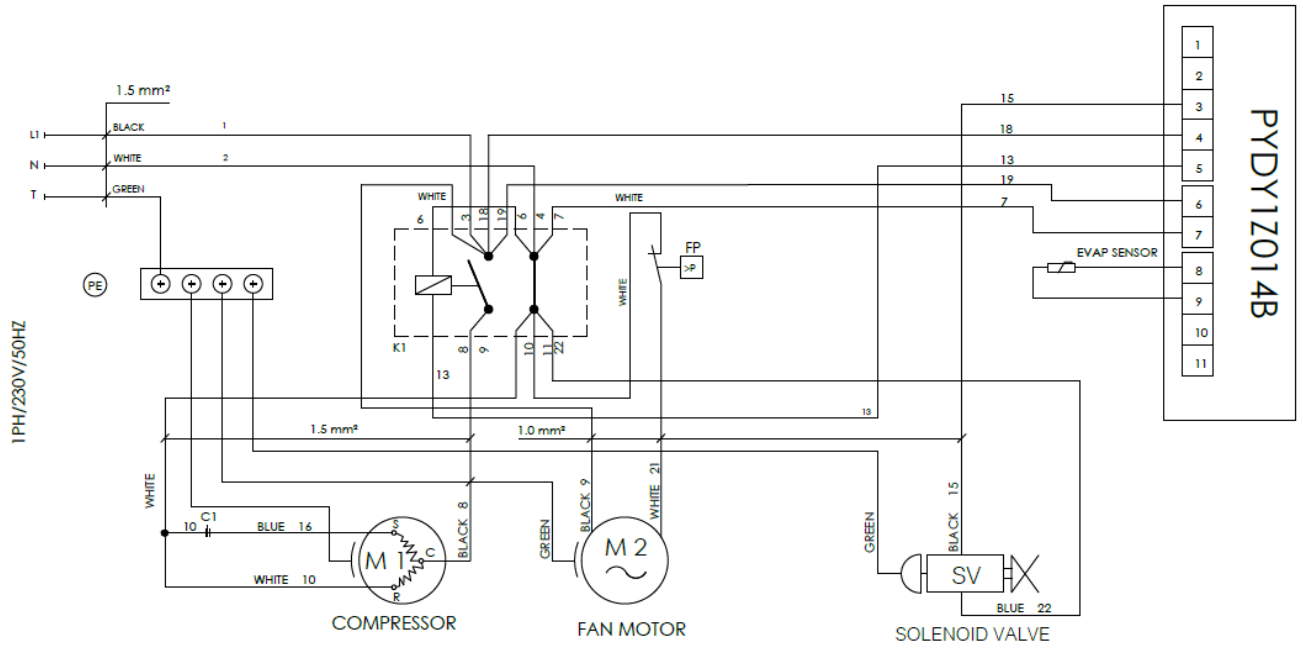 1.5 mm²
L1
BLACK
1
N
WHITE
2
T
GREEN
PE
1PH/230V/50HZ
WHITE
6
3
18
19
6
4
7
WHITE
WHITE
FP
>P
K1
8
9
10
11
22
13
15
18
13
19
7
EVAP SENSOR
1
2
3
4
5
6
7
8
9
10
11
PYDY1Z014B
13
1.5 mm²
1.0 mm²
WHITE
10
C1
BLUE 16
WHITE 10
M 1
S
C
R
BLACK 8
COMPRESSOR
GREEN
BLACK 9
WHITE 21
M 2
FAN MOTOR
GREEN
BLACK 15
SV
BLUE 22
SOLENOID VALVE